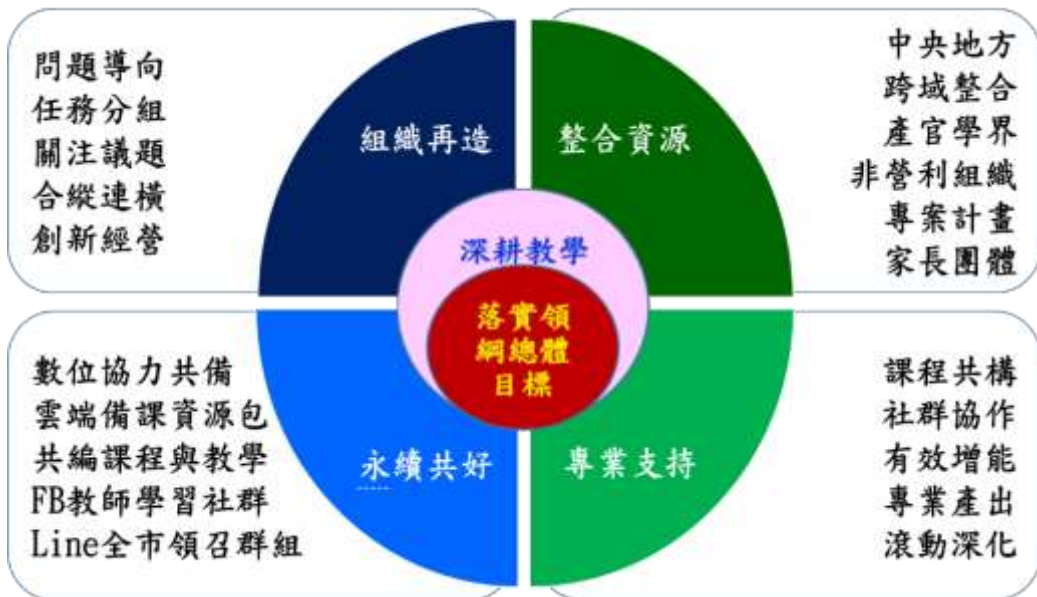 問題導向
任務分組
關注議題
合縱連橫
創新經營
組織再造
整合資源
中央地方
跨域整合
產官學界
非營利組織
專案計畫
家長團體
深耕教學
落實領
綱總體
目標
數位協力共備
雲端備課資源包
共編課程與教學
FB教師學習社群
Line全市領召群組
永續共好
專業支持
課程共構
社群協作
有效增能
專業產出
滾動深化